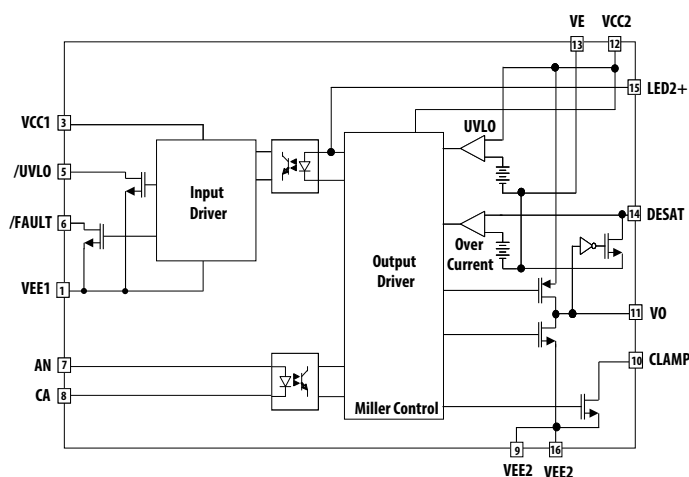 VE VCC2
13 12
15 LED2+
VCC1 3
UVLO
/UVLO 5
Input
Driver
14 DESAT
/FAULT 6
Over
Current
Output
Driver
VEE1 1
11 VO
AN 7
10 CLAMP
CA 8
Miller Control
9 16
VEE2 VEE2